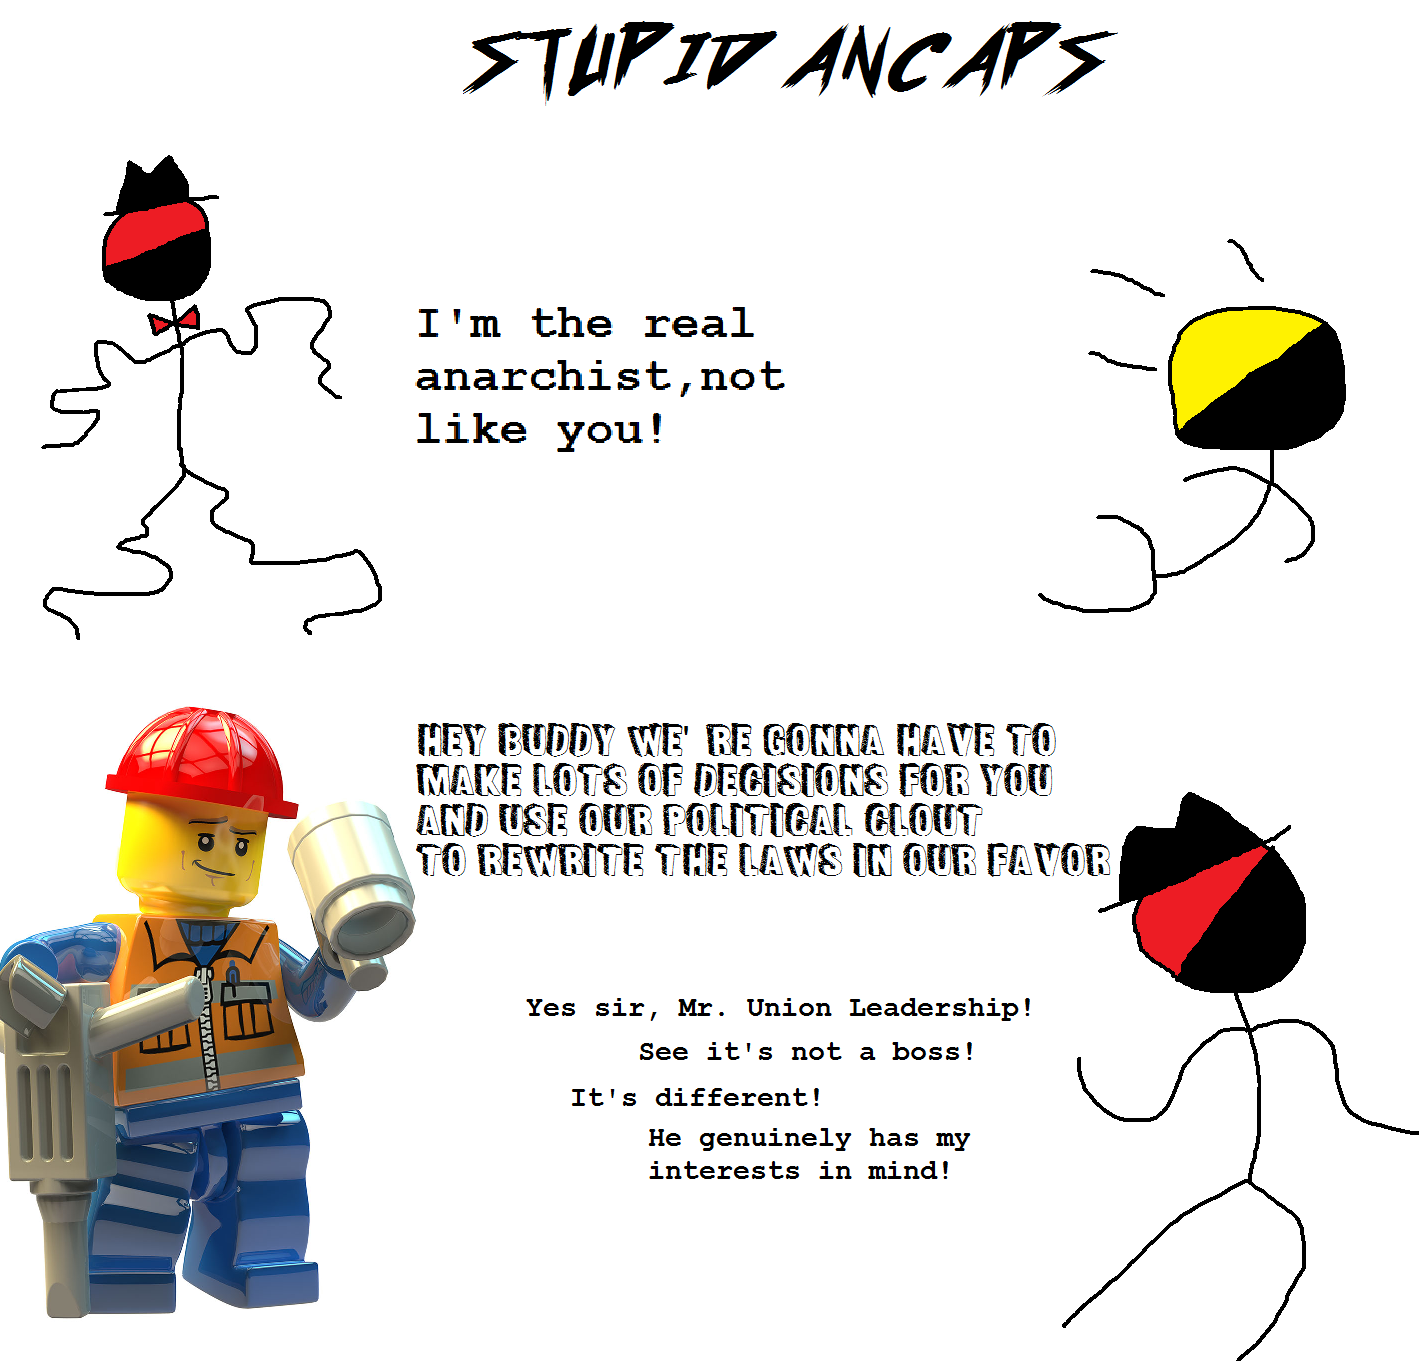 STUPID ANCAPS
I'm the real
anarchist,not
like you!
HEY BUDDY WE' RE GONNA HAVE TO
MAKE LOTS OF DECISIONS FOR YOU
AND USE OUR POLITICAL CLOUT
TO REWRITE THE LAWS IN OUR FAVOR
Yes sir, Mr. Union Leadership!
See it's not a boss!
It's different!
He genuinely has my
interests in mind!